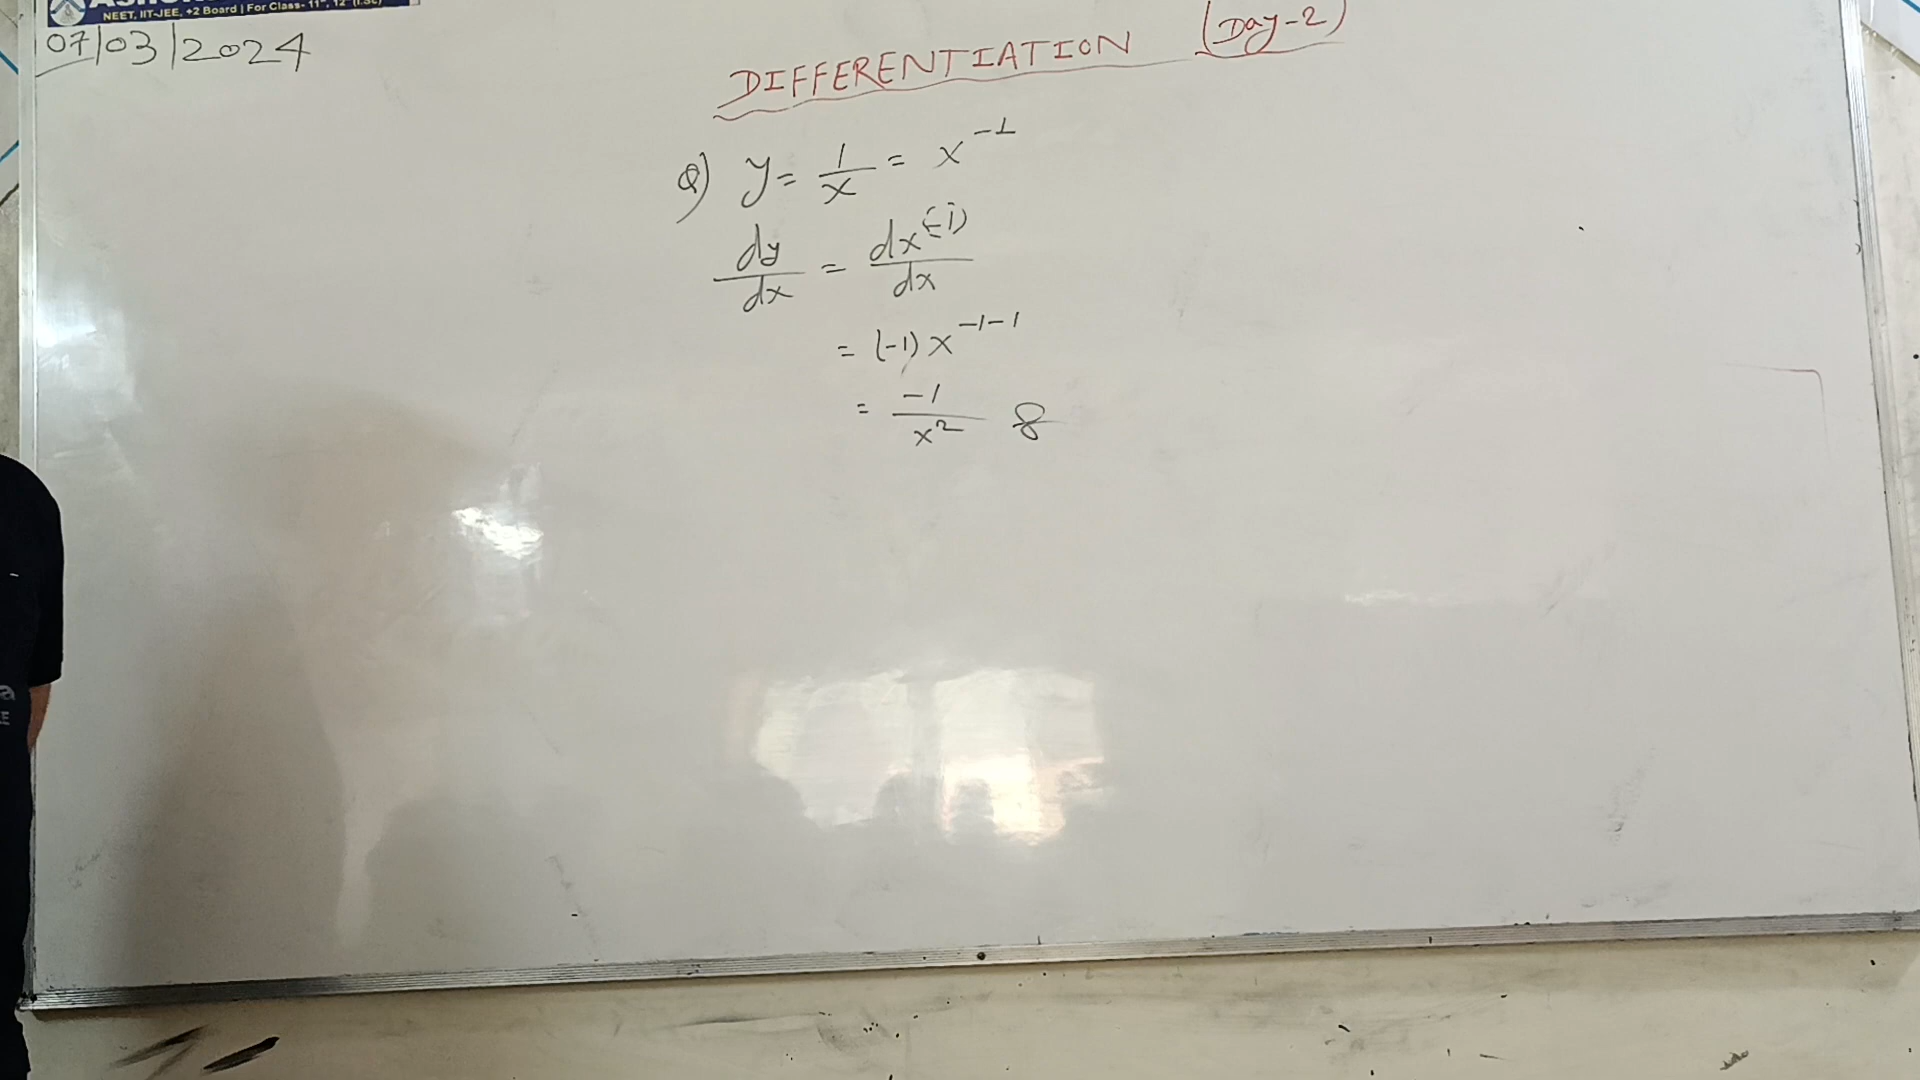 NEET, IIT-JEE, +2 Board | For Class- 11th, 12th (I.Sc)
07/03/2024
DIFFERENTIATION (Day-2)
Q) y = 1/x = x^-1
dy/dx = dx^(-1)/dx
= (-1) x^-1-1
= -1/x^2